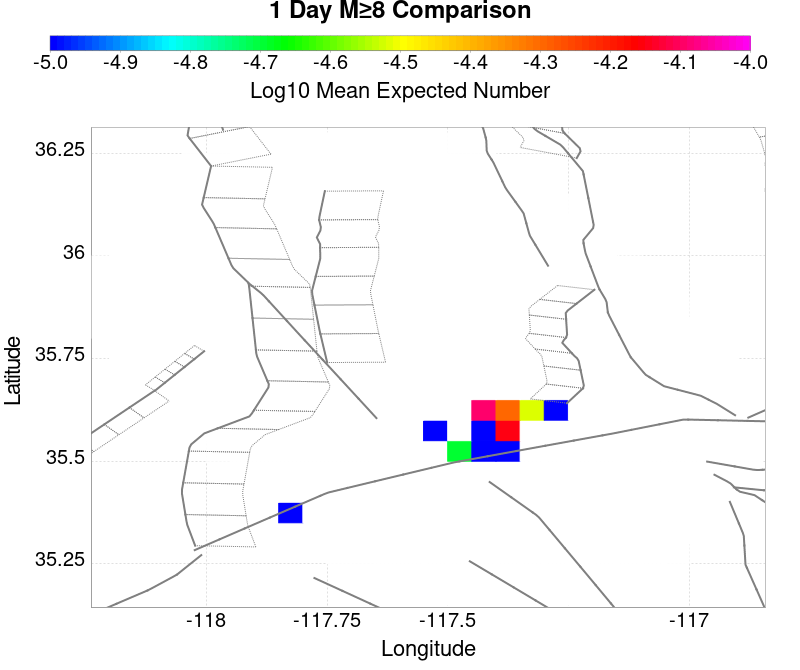 1 Day M≥8 Comparison
-5.0 -4.9 -4.8 -4.7 -4.6 -4.5 -4.4 -4.3 -4.2 -4.1 -4.0
Log10 Mean Expected Number
36.25
36
35.75
35.5
35.25
Latitude
-118 -117.75 -117.5 -117
Longitude